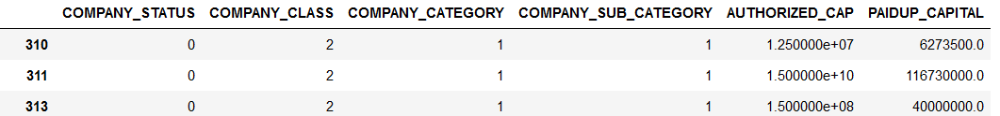 COMPANY_STATUS COMPANY_CLASS COMPANY_CATEGORY COMPANY_SUB_CATEGORY AUTHORIZED_CAP PAIDUP_CAPITAL
310 0 2 1 1 1.250000e+07 6273500.0
311 0 2 1 1 1.500000e+10 116730000.0
313 0 2 1 1 1.500000e+08 40000000.0